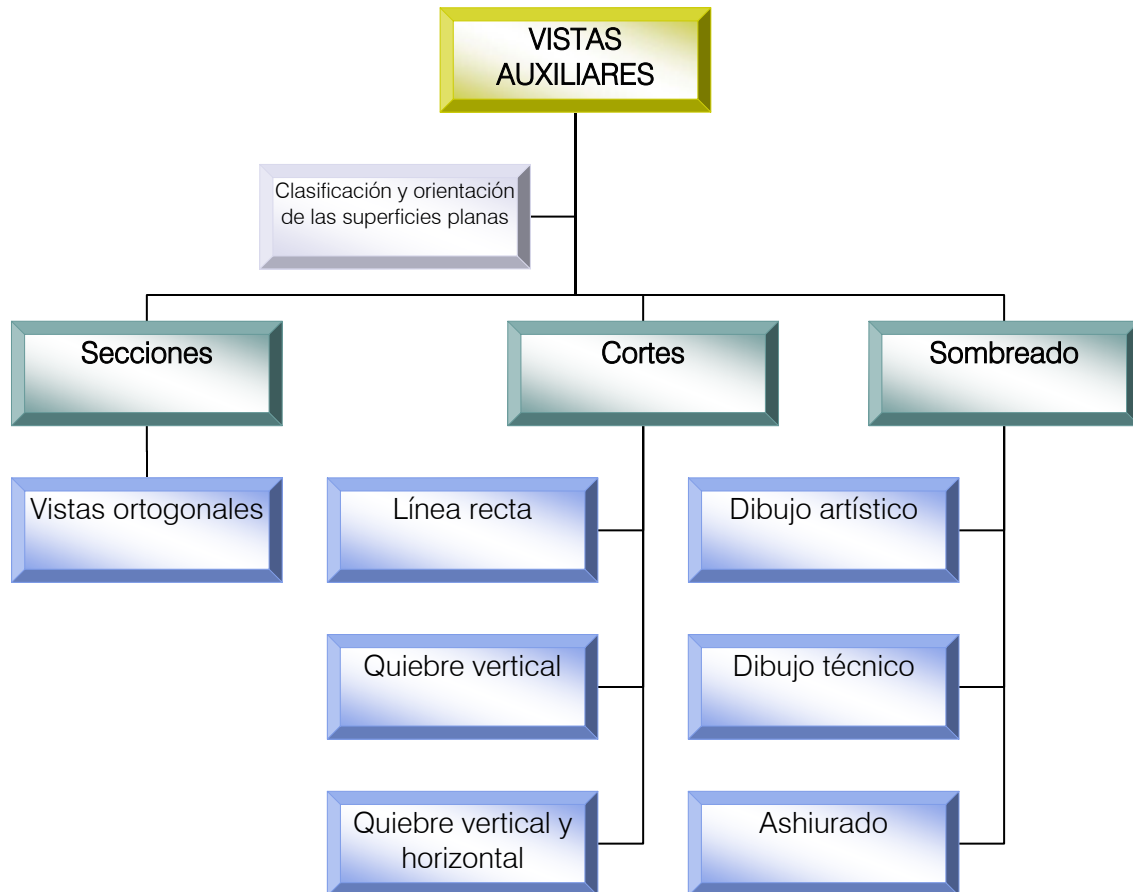 VISTAS
AUXILIARES
Clasificación y orientación
de las superficies planas
Secciones
Cortes
Sombreado
Vistas ortogonales
Línea recta
Dibujo artístico
Quiebre vertical
Dibujo técnico
Quiebre vertical y
horizontal
Ashiurado